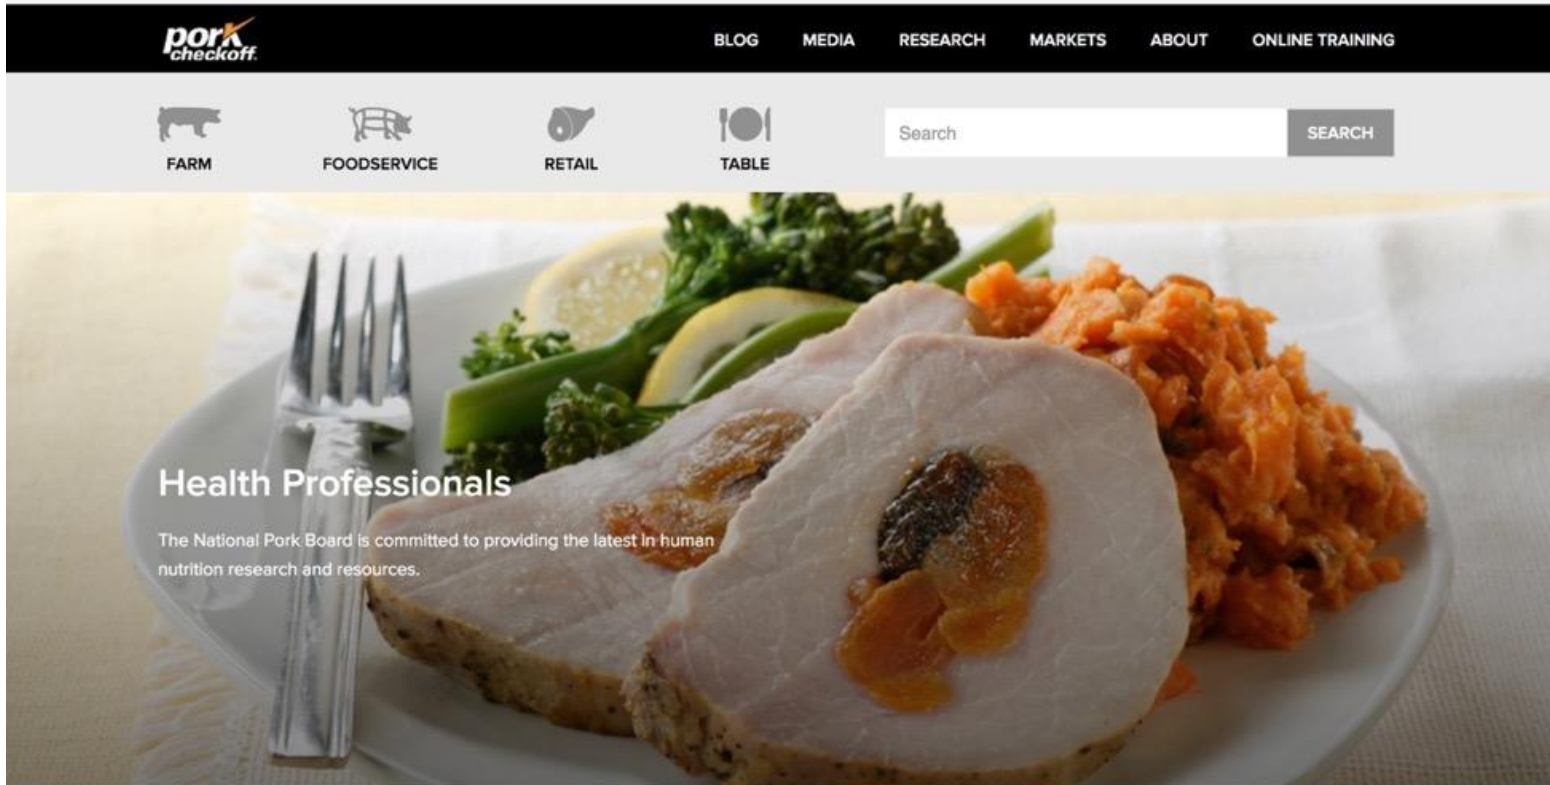 pork
checkoff.
BLOG MEDIA RESEARCH MARKETS ABOUT ONLINE TRAINING
FARM FOODSERVICE RETAIL TABLE Search SEARCH
Health Professionals
The National Pork Board is committed to providing the latest in human
nutrition research and resources.